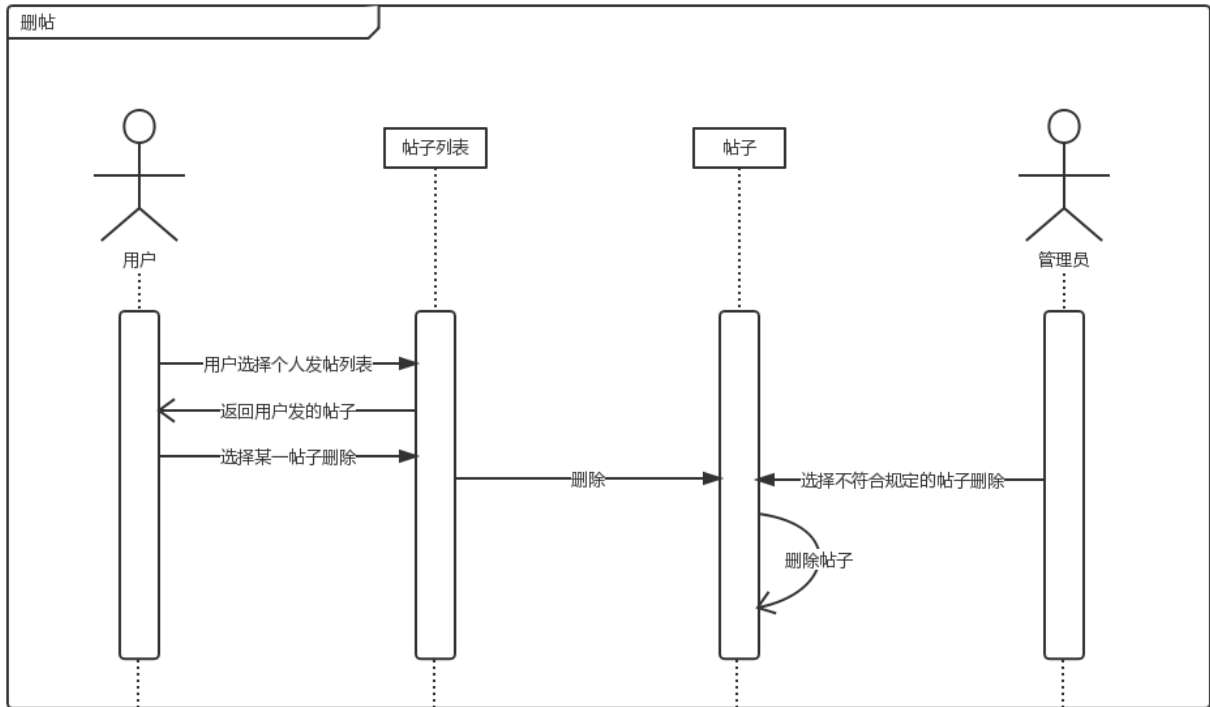 删帖
帖子列表
帖子
用户
管理员
用户选择个人发帖列表
返回用户发的帖子
选择某一帖子删除
删除
选择不符合规定的帖子删除
删除帖子